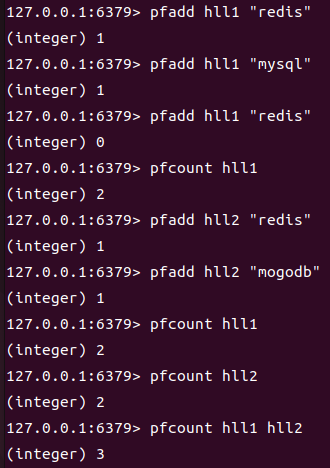 127.0.0.1:6379> pfadd hll1 "redis"
(integer) 1
127.0.0.1:6379> pfadd hll1 "mysql"
(integer) 1
127.0.0.1:6379> pfadd hll1 "redis"
(integer) 0
127.0.0.1:6379> pfcount hll1
(integer) 2
127.0.0.1:6379> pfadd hll2 "redis"
(integer) 1
127.0.0.1:6379> pfadd hll2 "mogodb"
(integer) 1
127.0.0.1:6379> pfcount hll1
(integer) 2
127.0.0.1:6379> pfcount hll2
(integer) 2
127.0.0.1:6379> pfcount hll1 hll2
(integer) 3